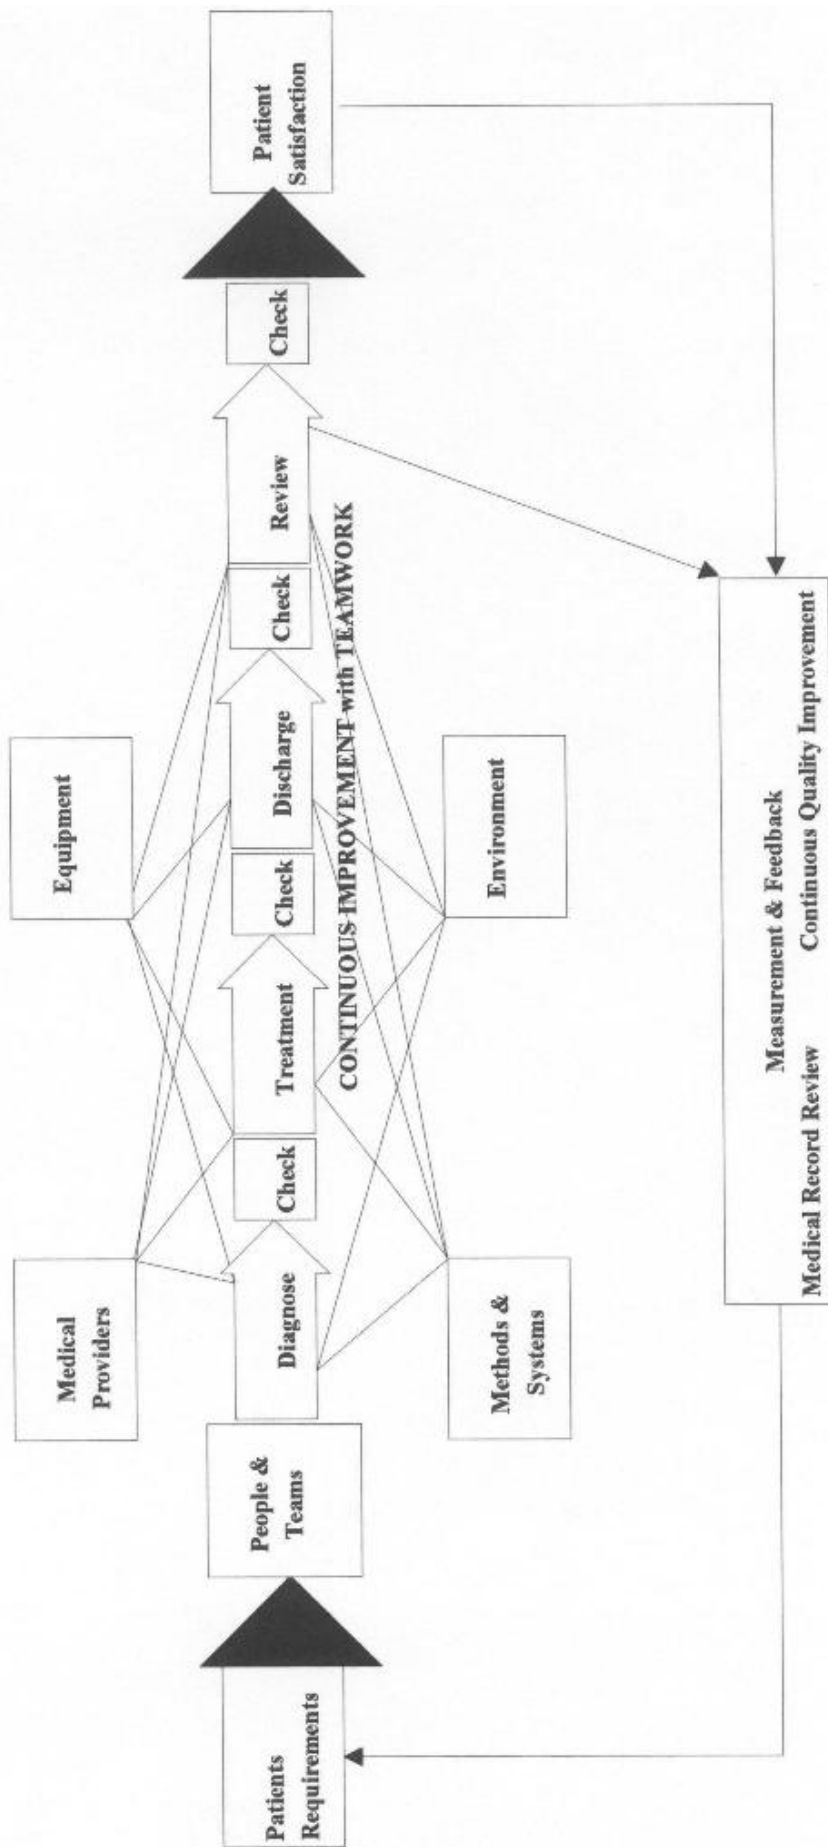 Medical
Providers
Equipment
Patients
Requirements
People &
Teams
Diagnose
Check
Treatment
Check
Discharge
Check
Review
Check
Patient
Satisfaction
CONTINUOUS IMPROVEMENT with TEAMWORK
Methods &
Systems
Environment
Measurement & Feedback
Medical Record Review
Continuous Quality Improvement